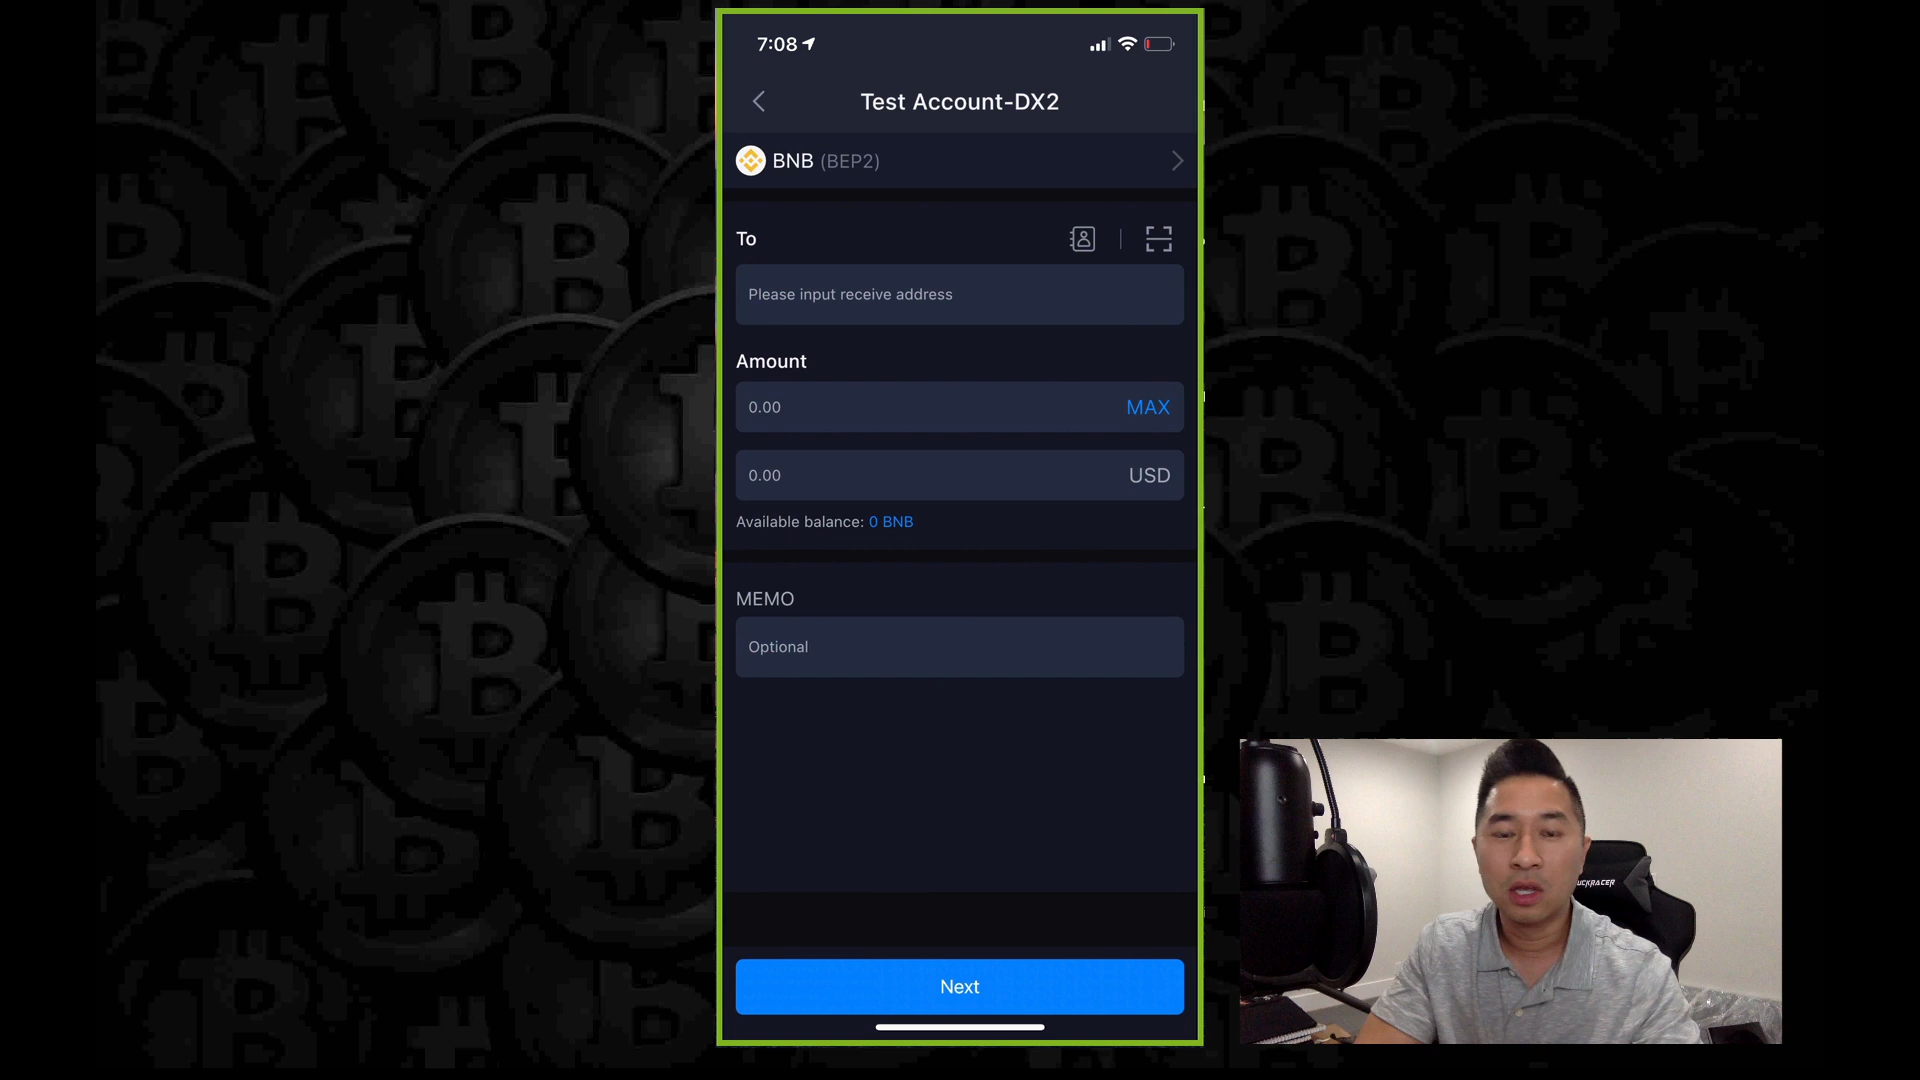 7:08
Test Account-DX2
BNB (BEP2)
To
Please input receive address
Amount
0.00 MAX
0.00 USD
Available balance: 0 BNB
MEMO
Optional
Next